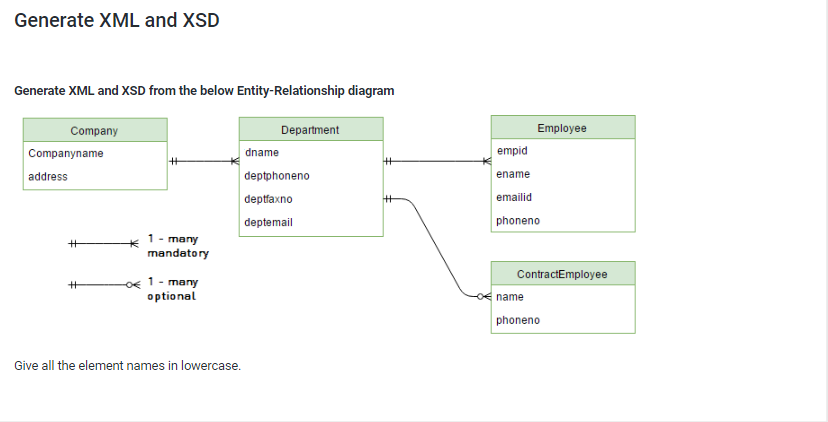 Generate XML and XSD
Generate XML and XSD from the below Entity-Relationship diagram
Company
Companyname
address
Department
dname
deptphoneno
deptfaxno
deptemail
Employee
empid
ename
emailid
phoneno
1 - many
mandatory
1 - many
optional
ContractEmployee
name
phoneno
Give all the element names in lowercase.